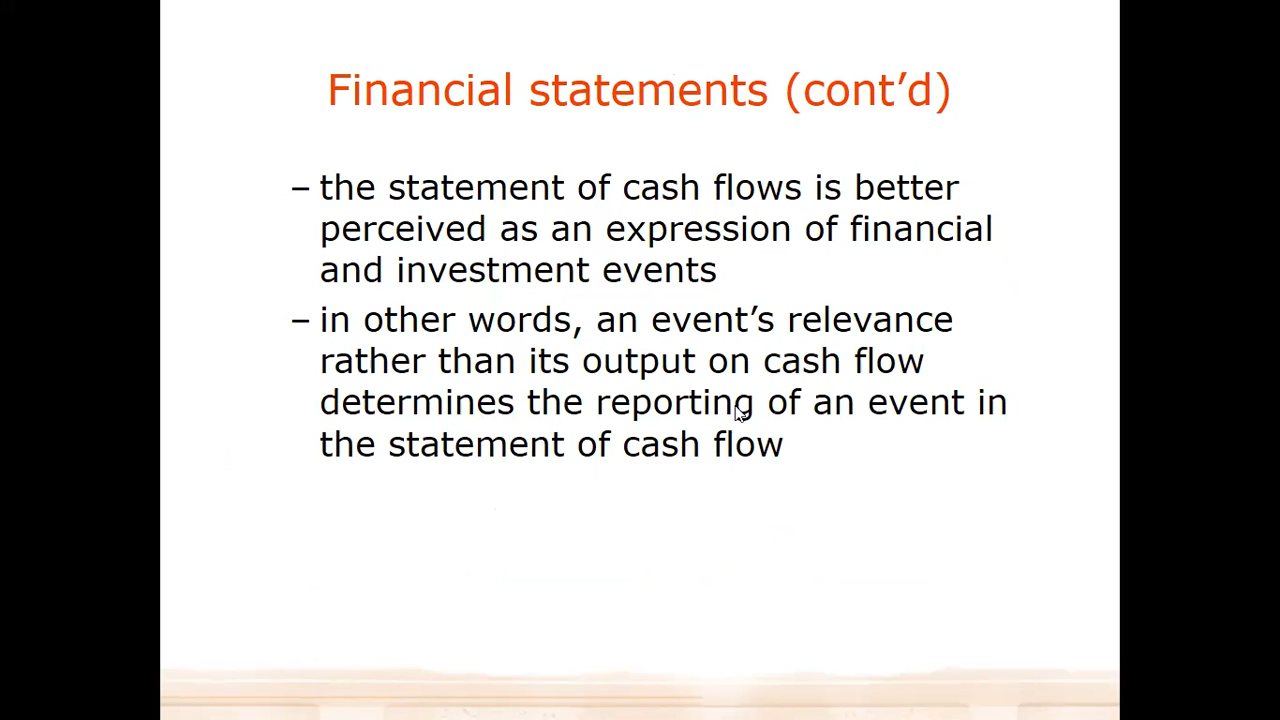 Financial statements (cont’d)
– the statement of cash flows is better
perceived as an expression of financial
and investment events
– in other words, an event’s relevance
rather than its output on cash flow
determines the reporting of an event in
the statement of cash flow